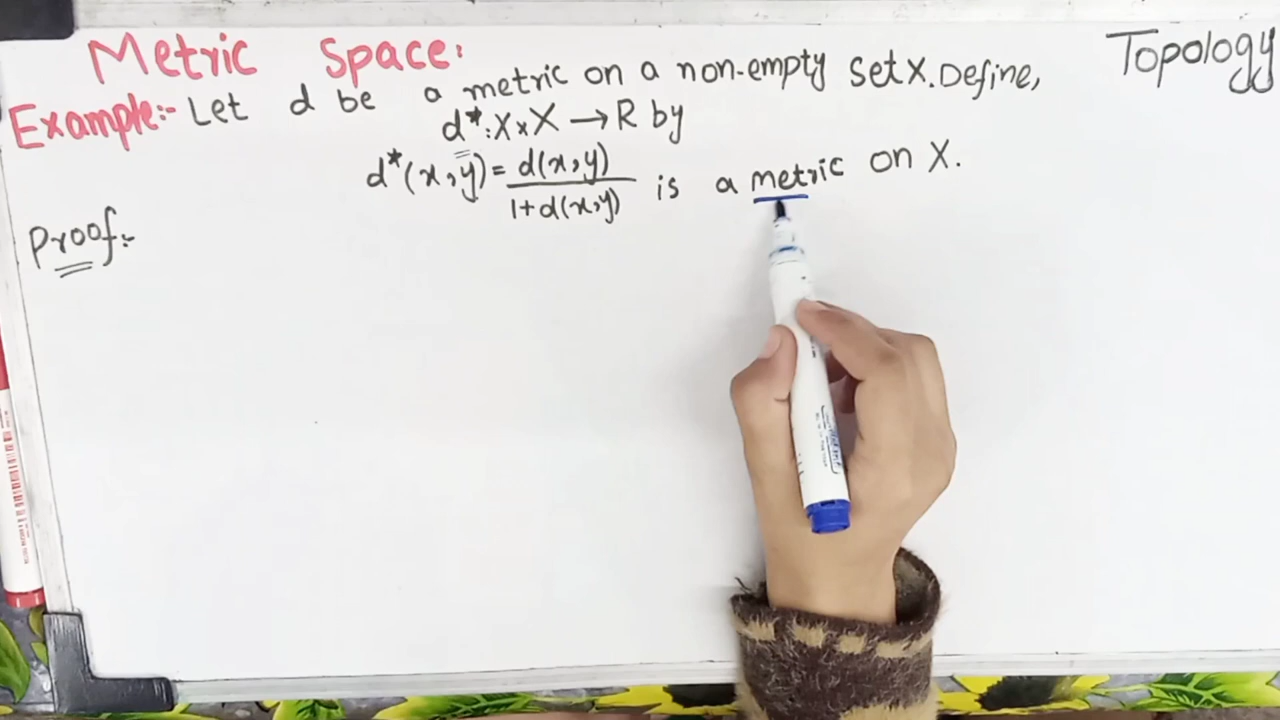 Metric Space:
Topology
Example:- Let d be a metric on a non-empty set X. Define,
d*: X x X → R by
d*(x,y) = d(x,y) / 1+d(x,y) is a metric on X.
Proof:-